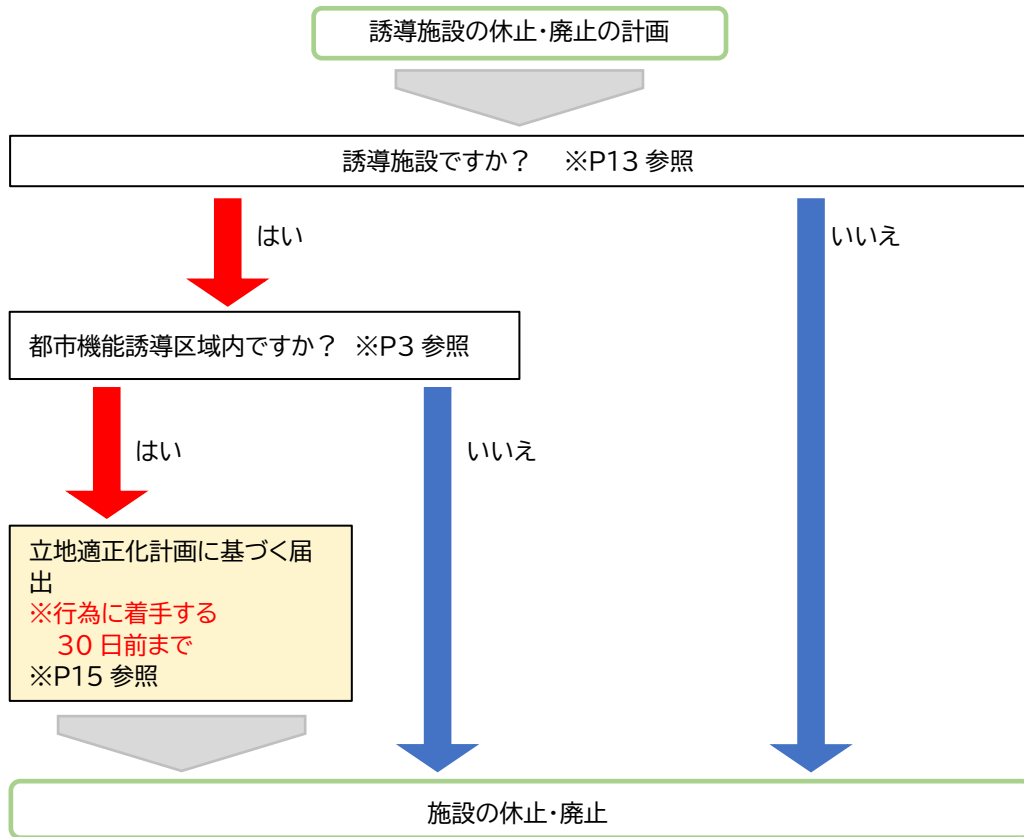 誘導施設の休止・廃止の計画
誘導施設ですか？　※P13 参照
はい
いいえ
都市機能誘導区域内ですか？ ※P3 参照
はい
いいえ
立地適正化計画に基づく届
出
※行為に着手する
30 日前まで
※P15 参照
施設の休止・廃止